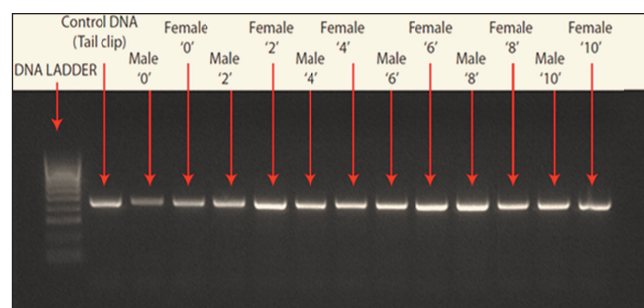 DNA LADDER
Control DNA
(Tail clip)
Male
‘0’
Female
‘0’
Male
‘2’
Female
‘2’
Male
‘4’
Female
‘4’
Male
‘6’
Female
‘6’
Male
‘8’
Female
‘8’
Male
‘10’
Female
‘10’